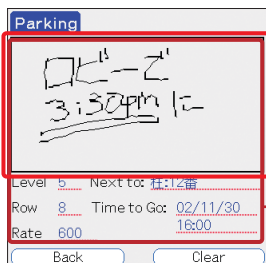 Parking
ロビーで
3:30pmに
Level 5 Next to: 柱:12番
Row 8 Time to Go: 02/11/30
16:00
Rate 600
Back Clear